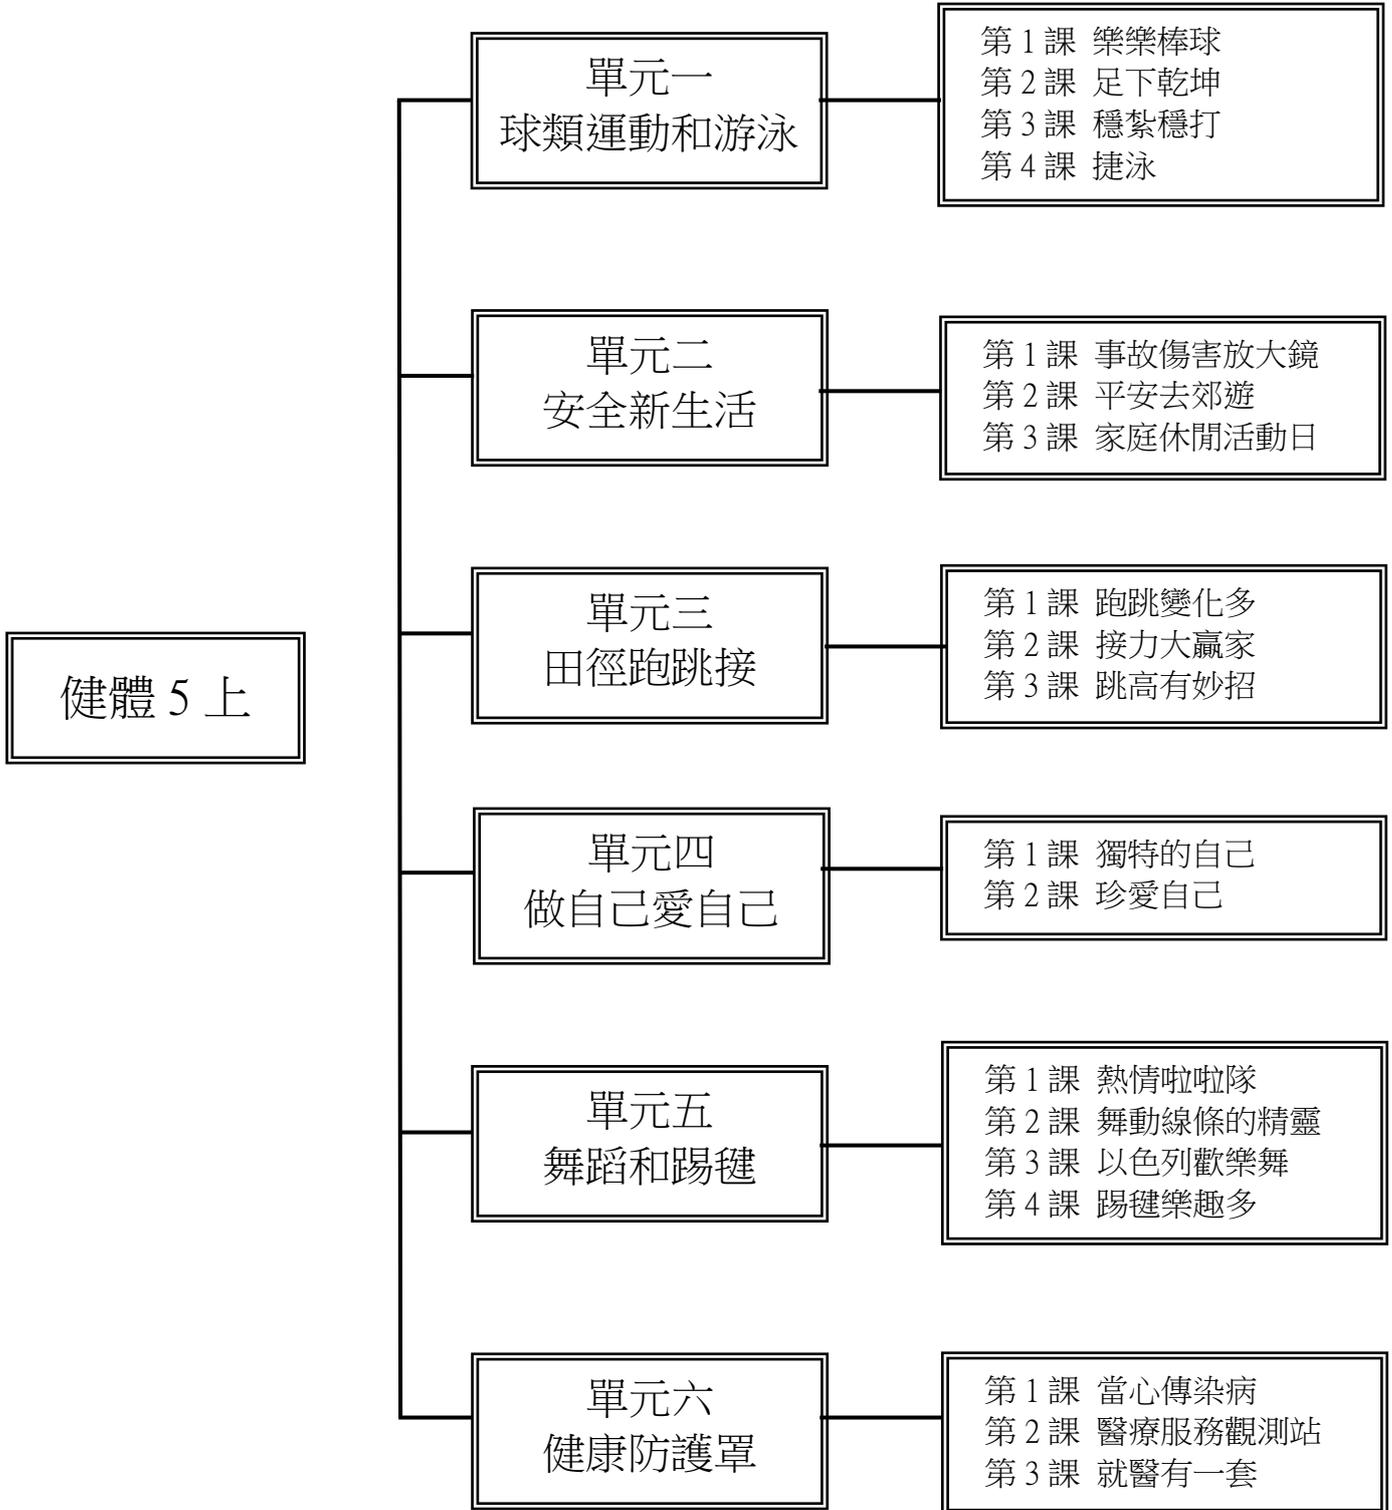 健體 5 上
單元一
球類運動和游泳
第 1 課 樂樂棒球
第 2 課 足下乾坤
第 3 課 穩紮穩打
第 4 課 捷泳
單元二
安全新生活
第 1 課 事故傷害放大鏡
第 2 課 平安去郊遊
第 3 課 家庭休閒活動日
單元三
田徑跑跳接
第 1 課 跑跳變化多
第 2 課 接力大贏家
第 3 課 跳高有妙招
單元四
做自己愛自己
第 1 課 獨特的自己
第 2 課 珍愛自己
單元五
舞蹈和踢毽
第 1 課 熱情啦啦隊
第 2 課 舞動線條的精靈
第 3 課 以色列歡樂舞
第 4 課 踢毽樂趣多
單元六
健康防護罩
第 1 課 當心傳染病
第 2 課 醫療服務觀測站
第 3 課 就醫有一套